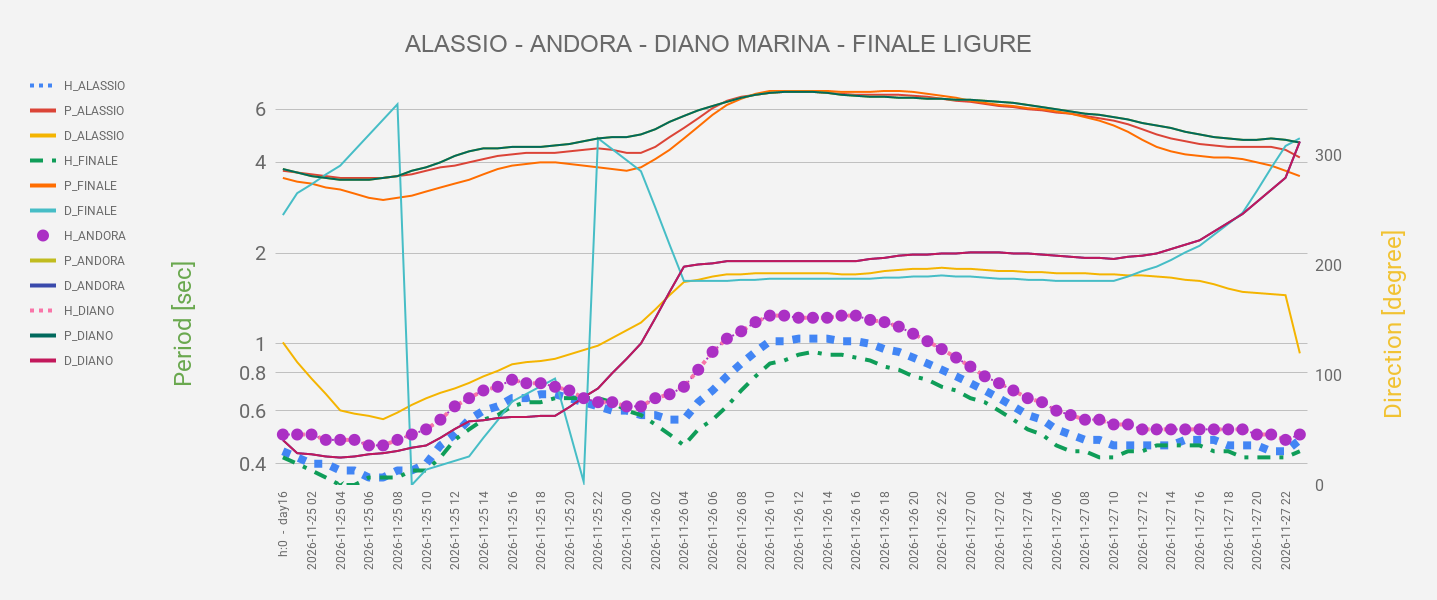 ALASSIO - ANDORA - DIANO MARINA - FINALE LIGURE
H_ALASSIO
P_ALASSIO
D_ALASSIO
H_FINALE
P_FINALE
D_FINALE
H_ANDORA
P_ANDORA
D_ANDORA
H_DIANO
P_DIANO
D_DIANO
Period [sec]
6
4
2
1
0.8
0.6
0.4
300
200
100
0
Direction [degree]
h:0 - day16
2026-11-25 02
2026-11-25 04
2026-11-25 06
2026-11-25 08
2026-11-25 10
2026-11-25 12
2026-11-25 14
2026-11-25 16
2026-11-25 18
2026-11-25 20
2026-11-25 22
2026-11-26 00
2026-11-26 02
2026-11-26 04
2026-11-26 06
2026-11-26 08
2026-11-26 10
2026-11-26 12
2026-11-26 14
2026-11-26 16
2026-11-26 18
2026-11-26 20
2026-11-26 22
2026-11-27 00
2026-11-27 02
2026-11-27 04
2026-11-27 06
2026-11-27 08
2026-11-27 10
2026-11-27 12
2026-11-27 14
2026-11-27 16
2026-11-27 18
2026-11-27 20
2026-11-27 22